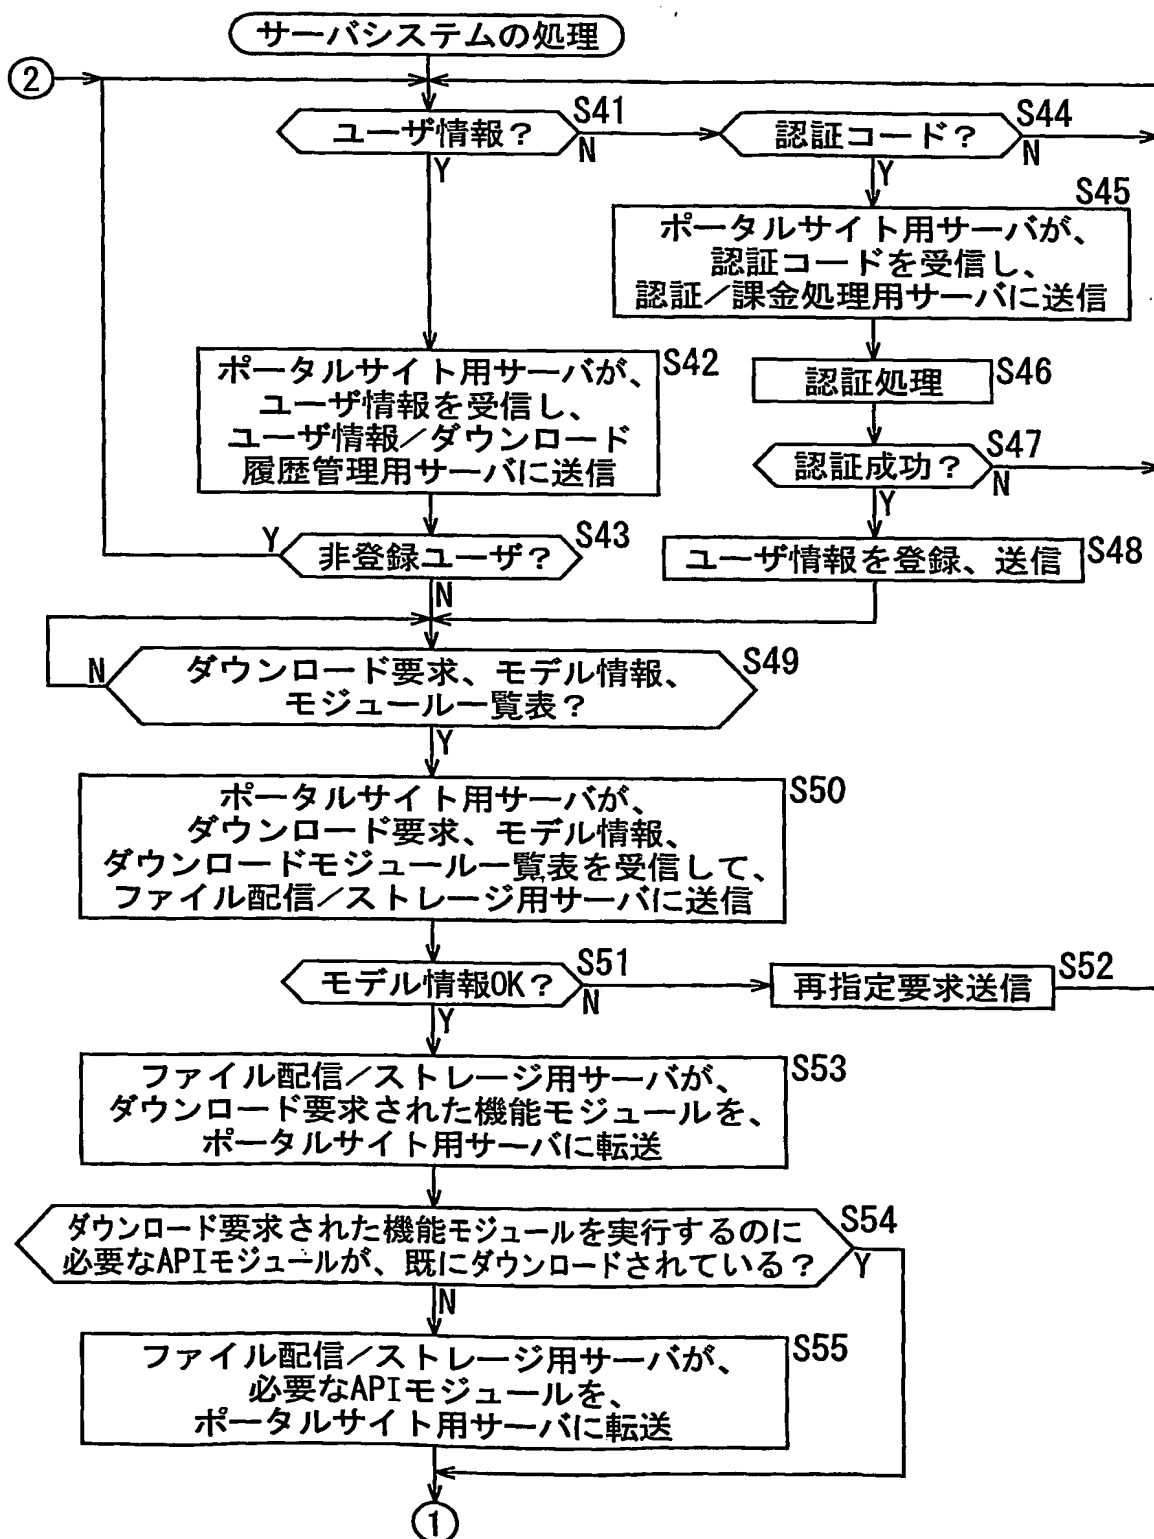 サーバシステムの処理
②
ユーザ情報？
S41
N
Y
認証コード？
S44
N
Y
S45
ポータルサイト用サーバが、
認証コードを受信し、
認証／課金処理用サーバに送信
S42
ポータルサイト用サーバが、
ユーザ情報を受信し、
ユーザ情報／ダウンロード
履歴管理用サーバに送信
認証処理
S46
認証成功？
S47
N
Y
非登録ユーザ？
S43
Y
N
ユーザ情報を登録、送信
S48
ダウンロード要求、モデル情報、
モジュール一覧表？
S49
N
Y
ポータルサイト用サーバが、
ダウンロード要求、モデル情報、
ダウンロードモジュール一覧表を受信して、
ファイル配信／ストレージ用サーバに送信
S50
モデル情報OK？
S51
N
Y
再指定要求送信
S52
ファイル配信／ストレージ用サーバが、
ダウンロード要求された機能モジュールを、
ポータルサイト用サーバに転送
S53
ダウンロード要求された機能モジュールを実行するのに
必要なAPIモジュールが、既にダウンロードされている？
S54
Y
N
ファイル配信／ストレージ用サーバが、
必要なAPIモジュールを、
ポータルサイト用サーバに転送
S55
①